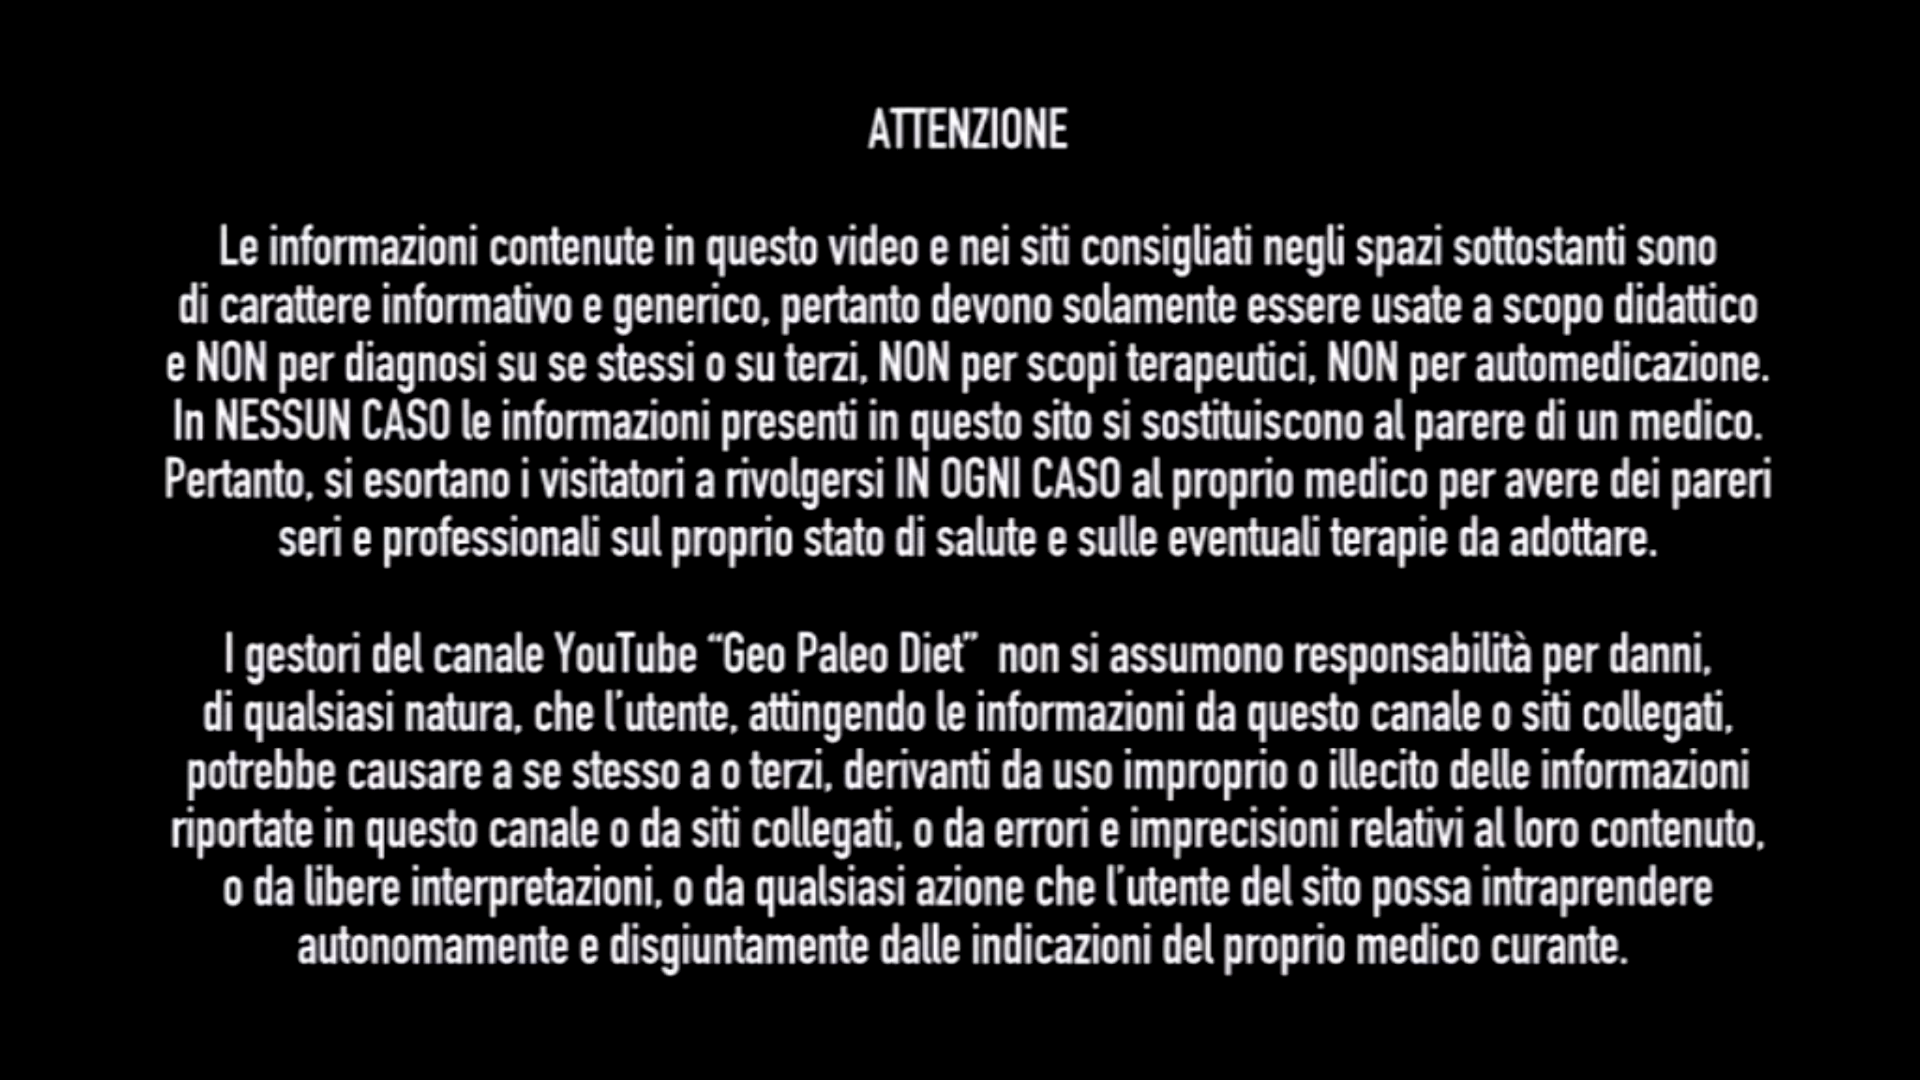 ATTENZIONE
Le informazioni contenute in questo video e nei siti consigliati negli spazi sottostanti sono
di carattere informativo e generico, pertanto devono solamente essere usate a scopo didattico
e NON per diagnosi su se stessi o su terzi, NON per scopi terapeutici, NON per automedicazione.
In NESSUN CASO le informazioni presenti in questo sito si sostituiscono al parere di un medico.
Pertanto, si esortano i visitatori a rivolgersi IN OGNI CASO al proprio medico per avere dei pareri
seri e professionali sul proprio stato di salute e sulle eventuali terapie da adottare.
I gestori del canale YouTube “Geo Paleo Diet”  non si assumono responsabilità per danni,
di qualsiasi natura, che l’utente, attingendo le informazioni da questo canale o siti collegati,
potrebbe causare a se stesso a o terzi, derivanti da uso improprio o illecito delle informazioni
riportate in questo canale o da siti collegati, o da errori e imprecisioni relativi al loro contenuto,
o da libere interpretazioni, o da qualsiasi azione che l’utente del sito possa intraprendere
autonomamente e disgiuntamente dalle indicazioni del proprio medico curante.